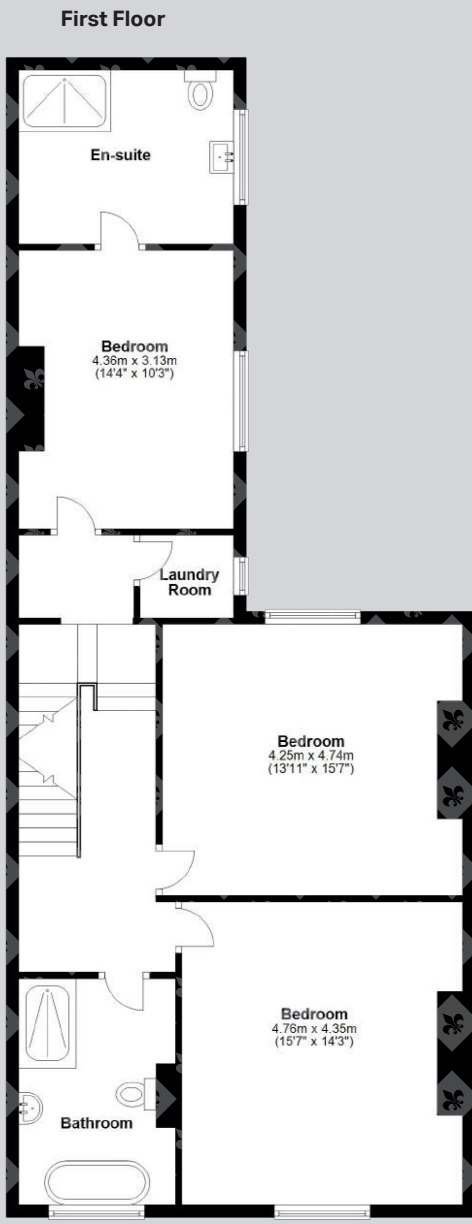 First Floor
En-suite
Bedroom
4.36m x 3.13m
(14'4" x 10'3")
Laundry
Room
Bedroom
4.25m x 4.74m
(13'11" x 15'7")
Bedroom
4.76m x 4.35m
(15'7" x 14'3")
Bathroom